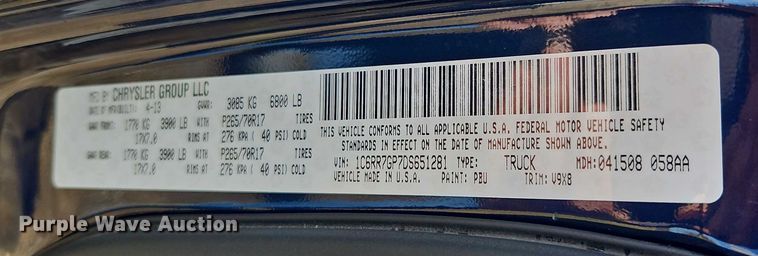 MFD BY: CHRYSLER GROUP LLC
DATE OF MFR(BUILT): 4-13 GVWR: 3085 KG 6800 LB
GAWR FRONT: 1770 KG 3900 LB WITH P265/70R17 TIRES
17X7.0 RIMS AT 276 KPA ( 40 PSI) COLD
GAWR REAR: 1770 KG 3900 LB WITH P265/70R17 TIRES
17X7.0 RIMS AT 276 KPA ( 40 PSI) COLD
THIS VEHICLE CONFORMS TO ALL APPLICABLE U.S.A. FEDERAL MOTOR VEHICLE SAFETY
STANDARDS IN EFFECT ON THE DATE OF MANUFACTURE SHOWN ABOVE.
VIN: 1C6RR7GP7DS651281 TYPE: TRUCK MDH: 041508 058AA
VEHICLE MADE IN U.S.A. PAINT: PBU TRIM: V9X8
Purple Wave Auction